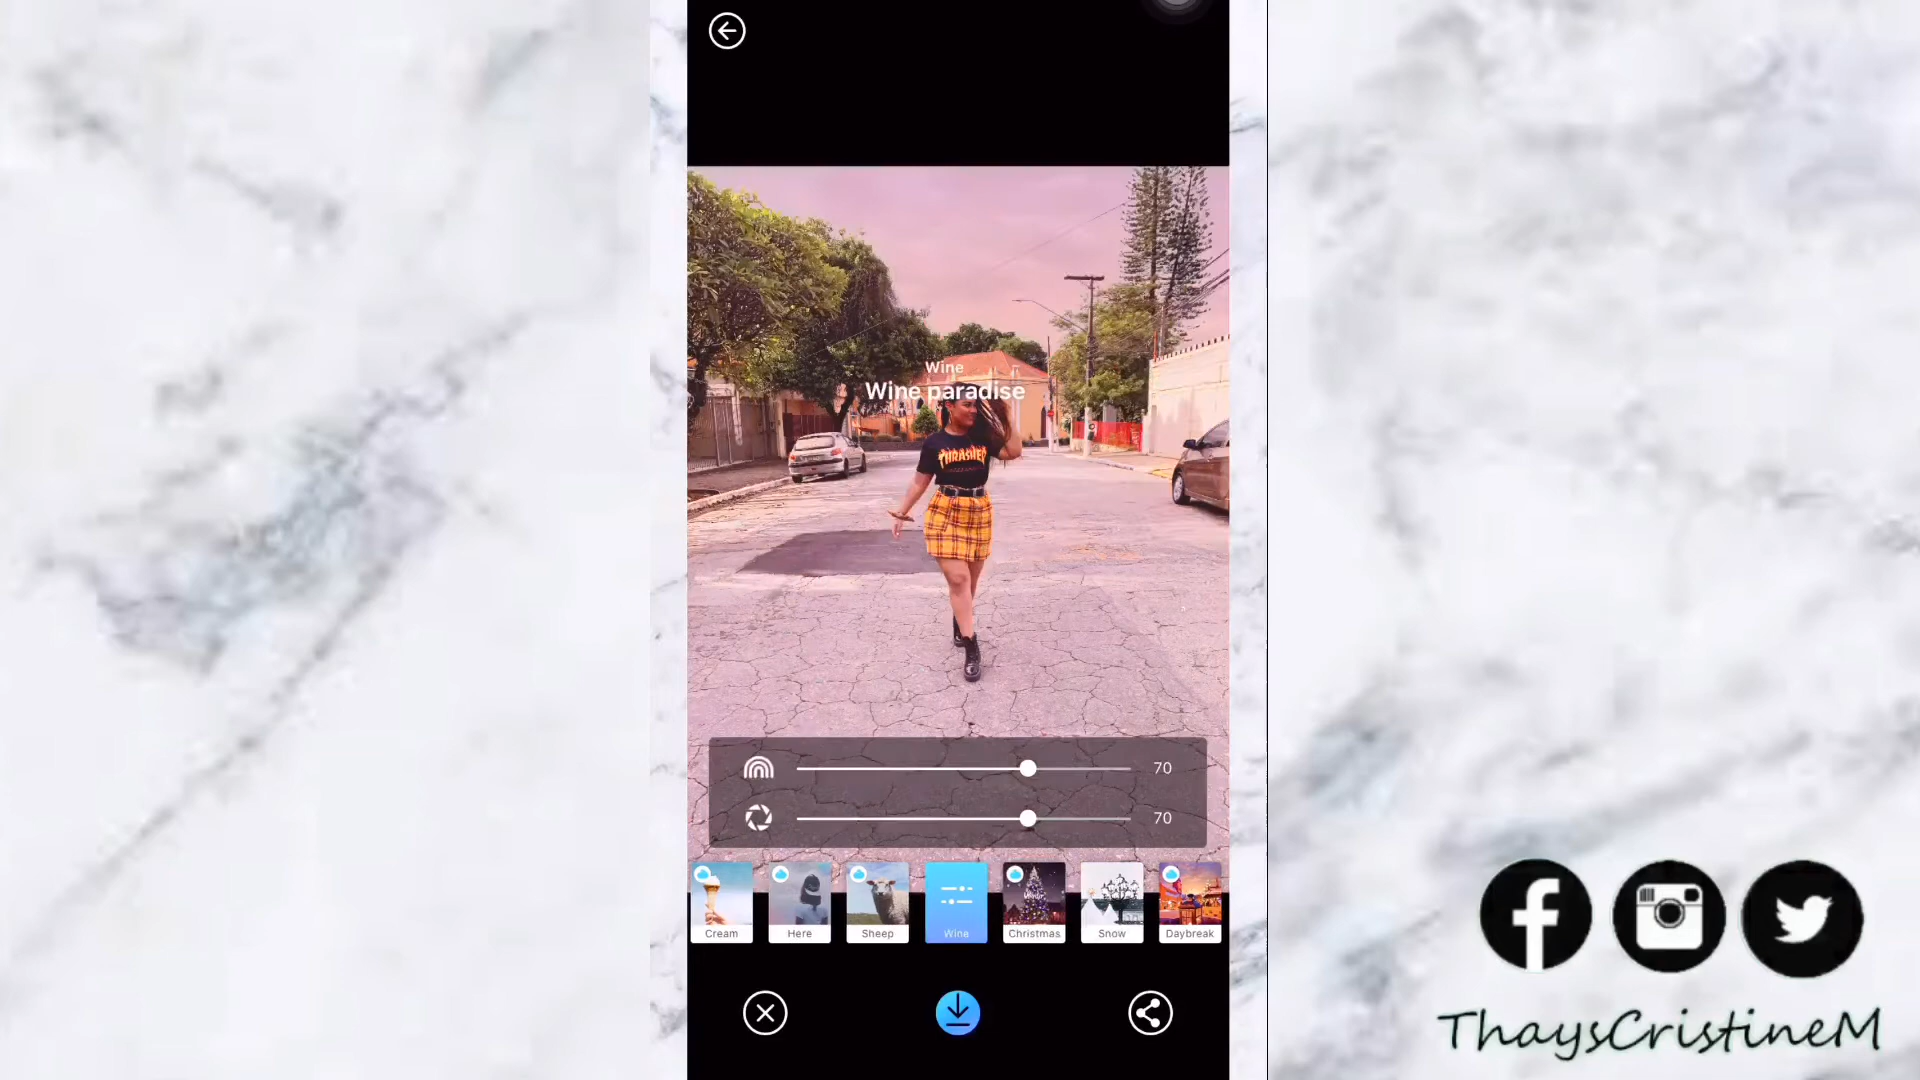 Wine
Wine paradise
THRASHER
70
70
Cream
Here
Sheep
Wine
Christmas
Snow
Daybreak
ThaysCristineM